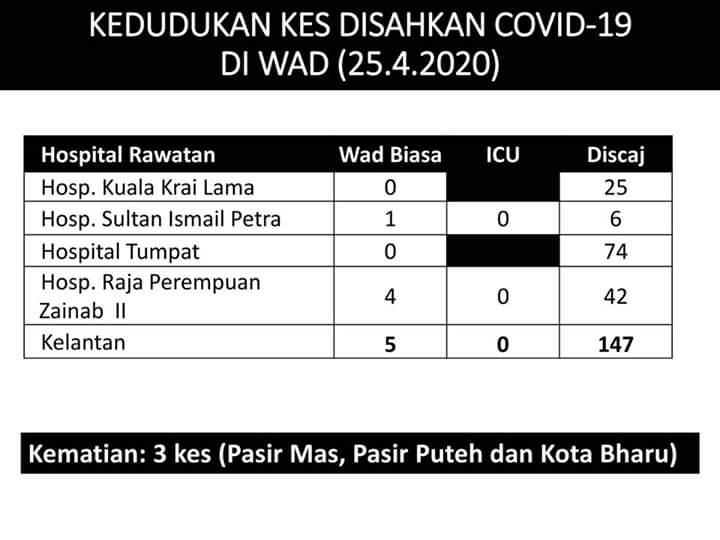 KEDUDUKAN KES DISAHKAN COVID-19
DI WAD (25.4.2020)
Hospital Rawatan Wad Biasa ICU Discaj
Hosp. Kuala Krai Lama 0 25
Hosp. Sultan Ismail Petra 1 0 6
Hospital Tumpat 0 74
Hosp. Raja Perempuan
Zainab II 4 0 42
Kelantan 5 0 147
Kematian: 3 kes (Pasir Mas, Pasir Puteh dan Kota Bharu)